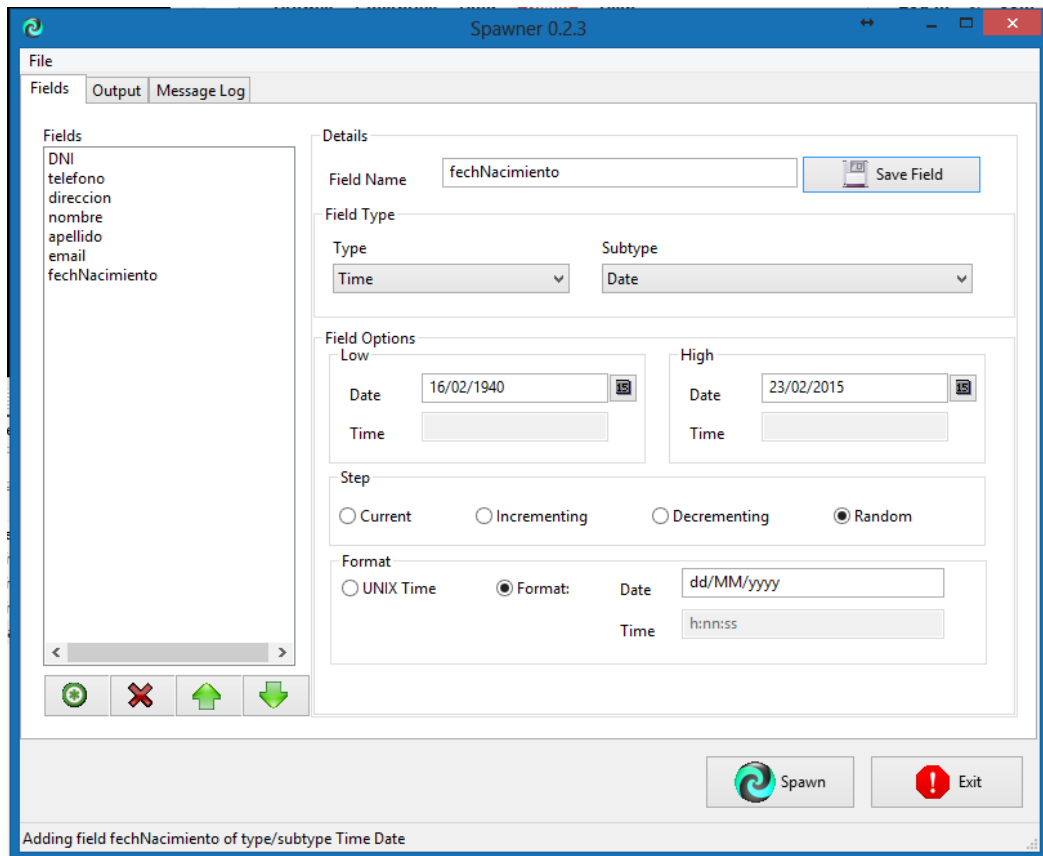 Spawner 0.2.3
File
Fields Output Message Log
Fields
DNI
telefono
direccion
nombre
apellido
email
fechNacimiento
Details
Field Name fechNacimiento Save Field
Field Type
Type Subtype
Time Date
Field Options
Low High
Date 16/02/1940 15 Date 23/02/2015 15
Time Time
Step
Current Incrementing Decrementing Random
Format
UNIX Time Format: Date dd/MM/yyyy
Time h:nn:ss
Spawn Exit
Adding field fechNacimiento of type/subtype Time Date